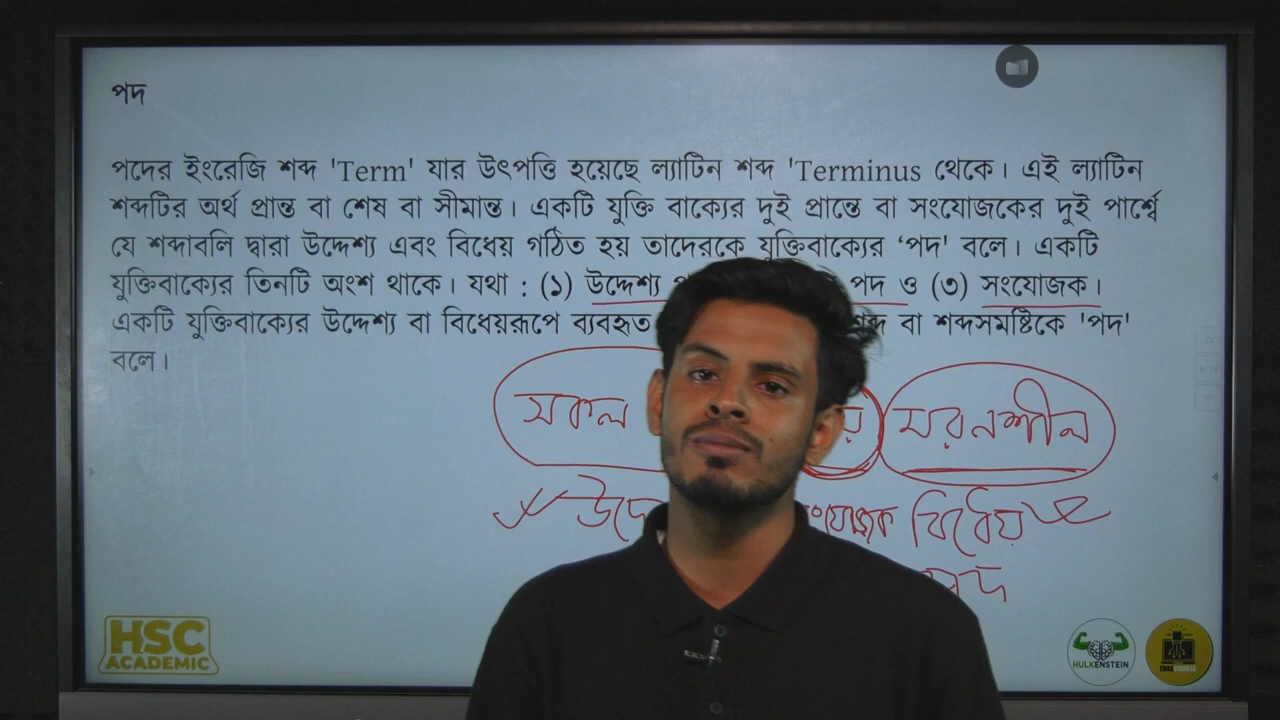 পদ
পদের ইংরেজি শব্দ 'Term' যার উৎপত্তি হয়েছে ল্যাটিন শব্দ 'Terminus থেকে। এই ল্যাটিন
শব্দটির অর্থ প্রান্ত বা শেষ বা সীমান্ত। একটি যুক্তি বাক্যের দুই প্রান্তে বা সংযোজকের দুই পার্শ্বে
যে শব্দাবলি দ্বারা উদ্দেশ্য এবং বিধেয় গঠিত হয় তাদেরকে যুক্তিবাক্যের ‘পদ' বলে। একটি
যুক্তিবাক্যের তিনটি অংশ থাকে। যথা : (১) উদ্দেশ্য পদ ও (৩) সংযোজক।
একটি যুক্তিবাক্যের উদ্দেশ্য বা বিধেয়রূপে ব্যবহৃত বা শব্দসমষ্টিকে 'পদ'
বলে।
সকল মরনশীল
বিধেয়
পদ
HSC
ACADEMIC
HULKENSTEIN